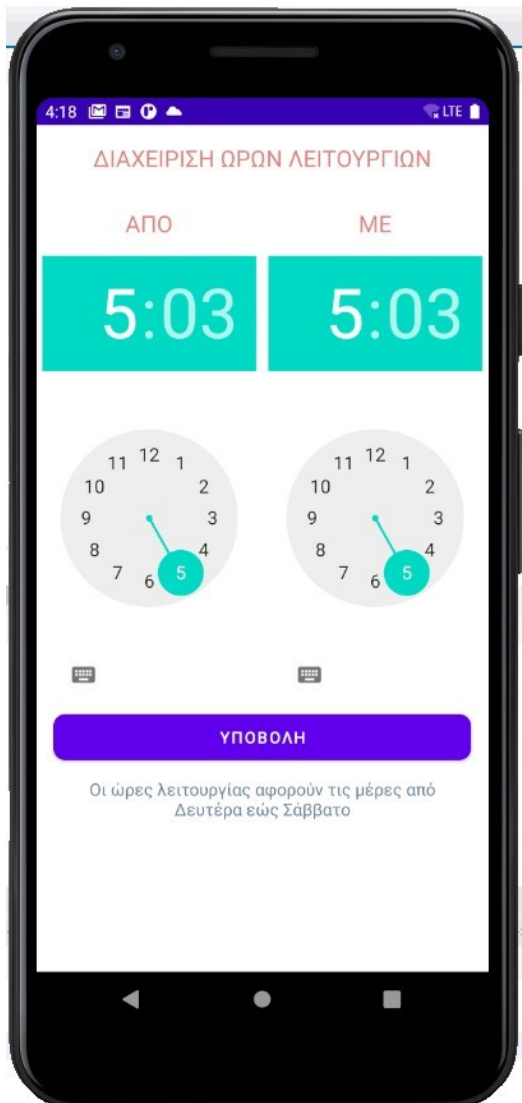 4:18 LTE
ΔΙΑΧΕΙΡΙΣΗ ΩΡΩΝ ΛΕΙΤΟΥΡΓΙΩΝ
ΑΠΟ ΜΕ
5:03 5:03
11 12 1 11 12 1
10 2 10 2
9 3 9 3
8 4 8 4
7 6 5 7 6 5
ΥΠΟΒΟΛΗ
Οι ώρες λειτουργίας αφορούν τις μέρες από
Δευτέρα εώς Σάββατο